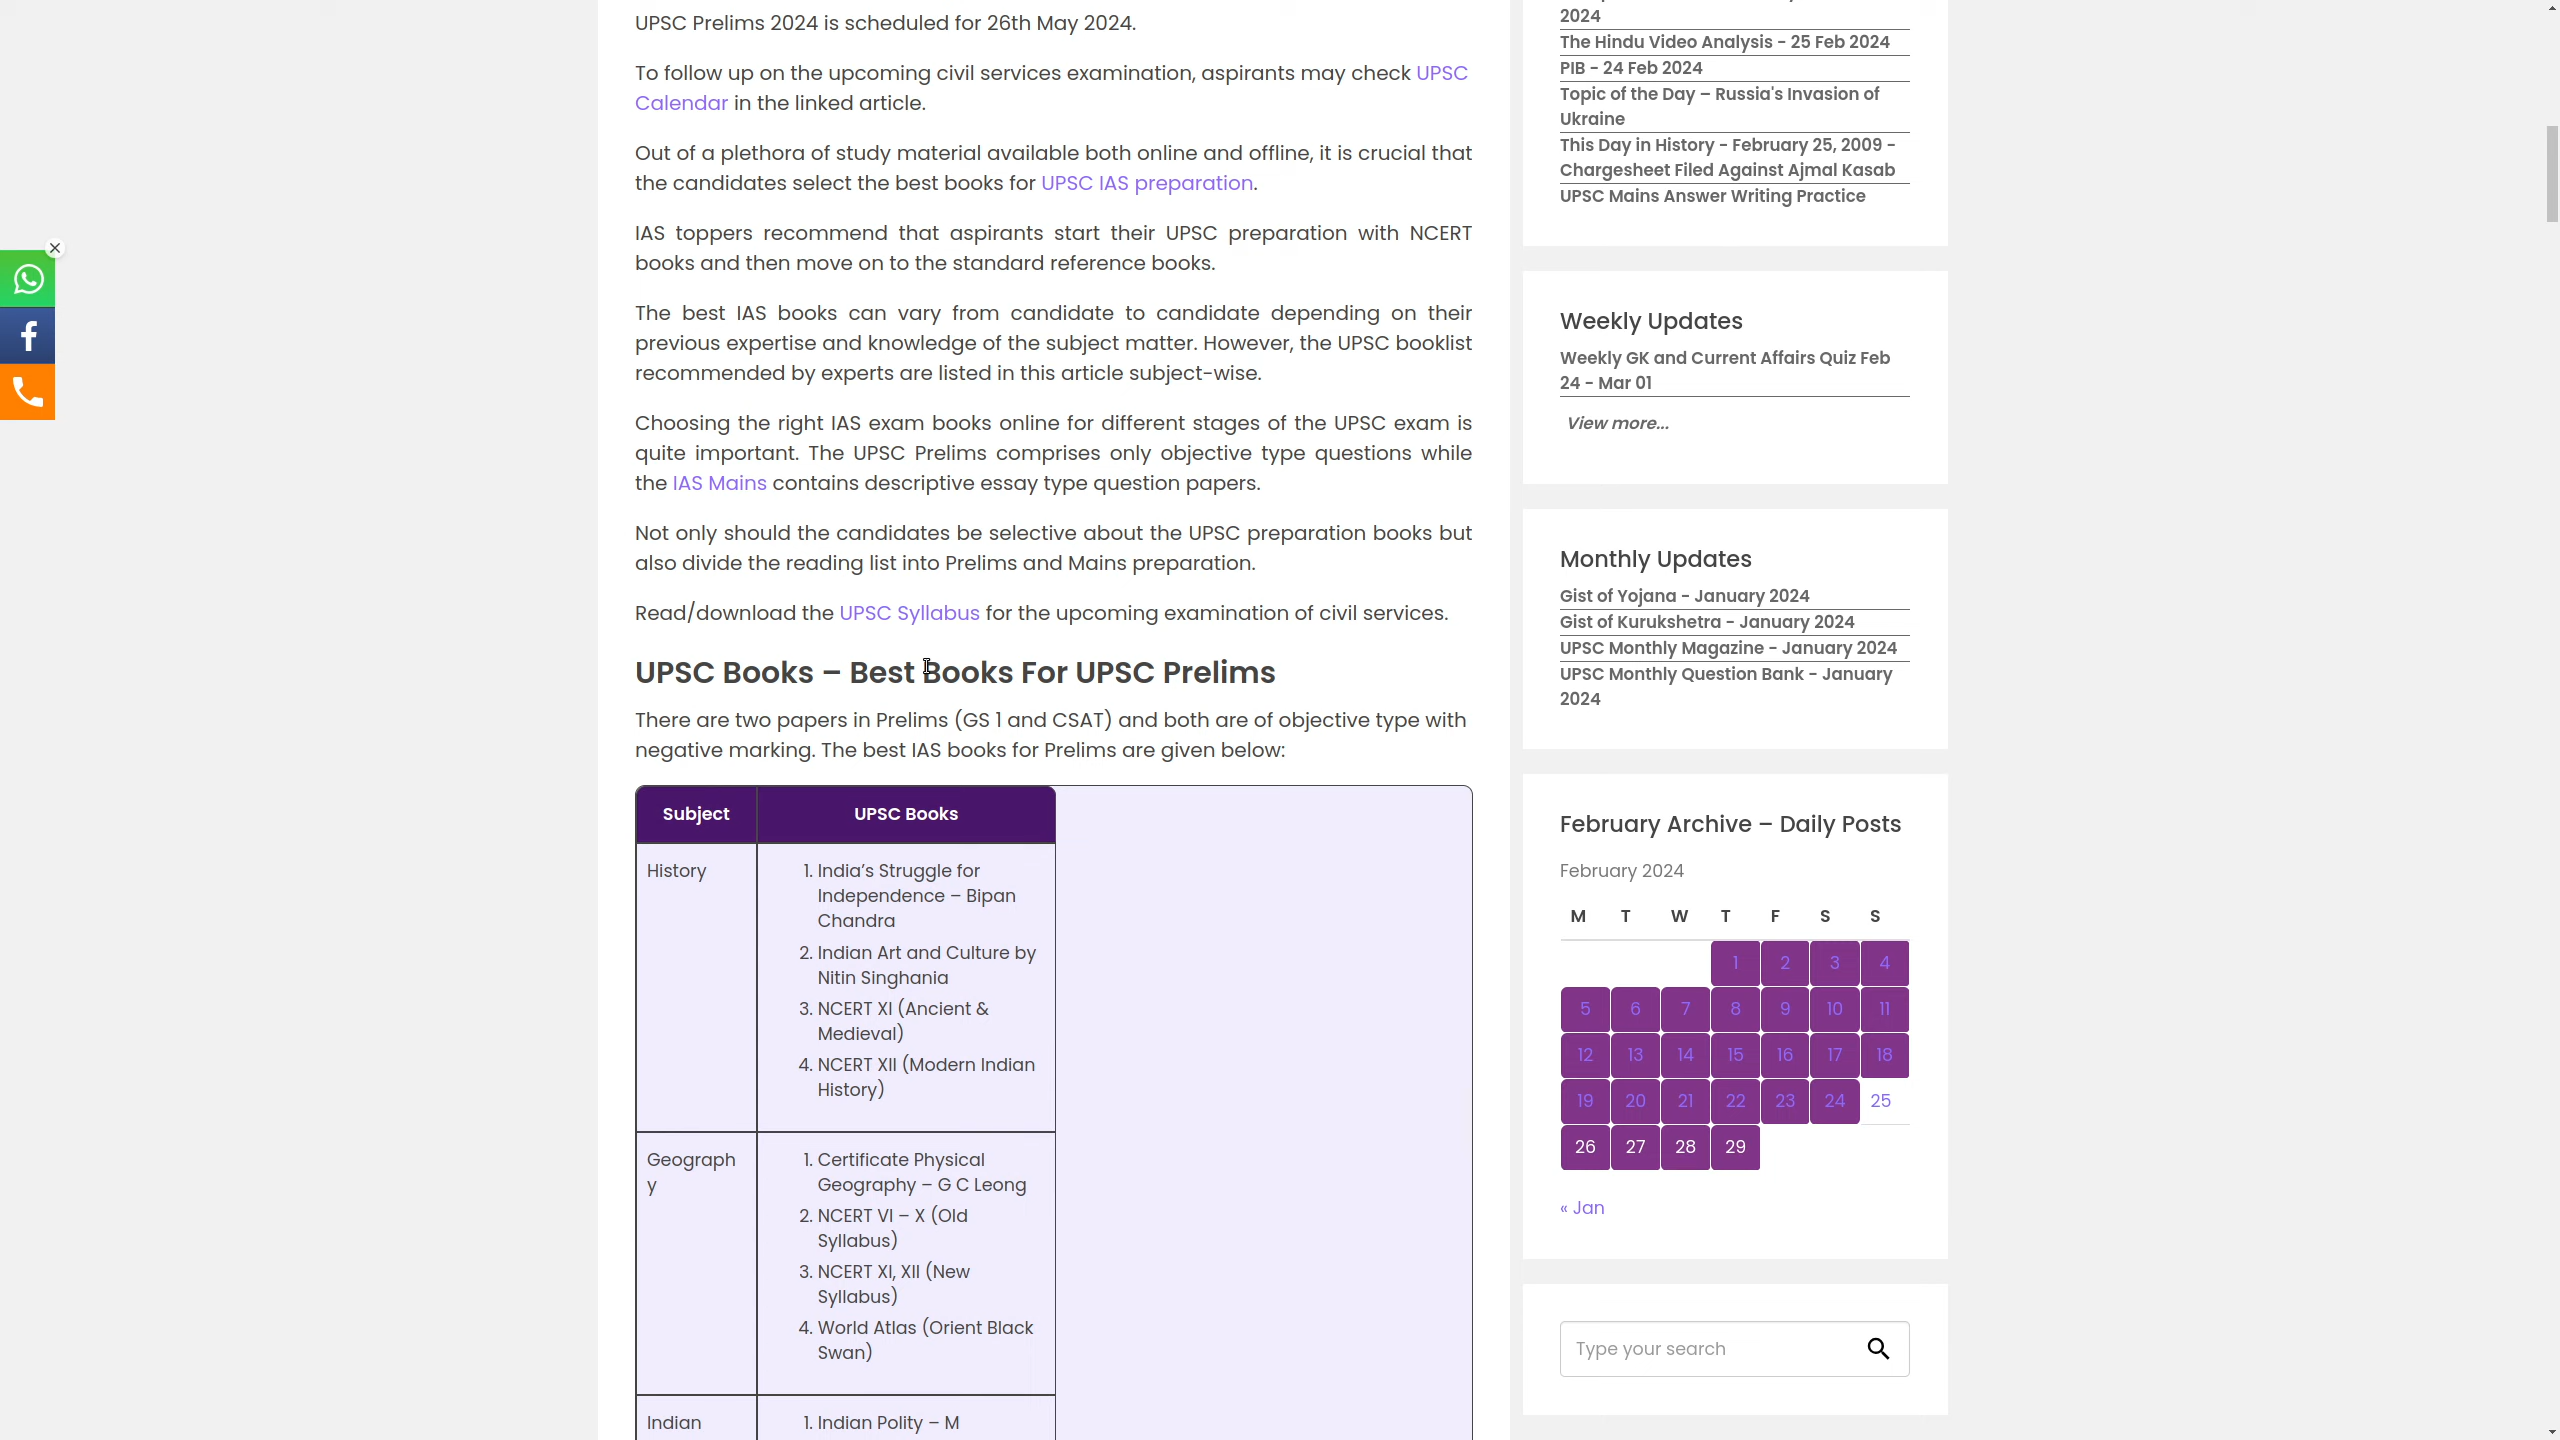 UPSC Prelims 2024 is scheduled for 26th May 2024.
To follow up on the upcoming civil services examination, aspirants may check UPSC
Calendar in the linked article.
Out of a plethora of study material available both online and offline, it is crucial that
the candidates select the best books for UPSC IAS preparation.
IAS toppers recommend that aspirants start their UPSC preparation with NCERT
books and then move on to the standard reference books.
The best IAS books can vary from candidate to candidate depending on their
previous expertise and knowledge of the subject matter. However, the UPSC booklist
recommended by experts are listed in this article subject-wise.
Choosing the right IAS exam books online for different stages of the UPSC exam is
quite important. The UPSC Prelims comprises only objective type questions while
the IAS Mains contains descriptive essay type question papers.
Not only should the candidates be selective about the UPSC preparation books but
also divide the reading list into Prelims and Mains preparation.
Read/download the UPSC Syllabus for the upcoming examination of civil services.
UPSC Books – Best Books For UPSC Prelims
There are two papers in Prelims (GS 1 and CSAT) and both are of objective type with
negative marking. The best IAS books for Prelims are given below:
Subject
UPSC Books
History
1. India’s Struggle for
Independence – Bipan
Chandra
2. Indian Art and Culture by
Nitin Singhania
3. NCERT XI (Ancient &
Medieval)
4. NCERT XII (Modern Indian
History)
Geograph
y
1. Certificate Physical
Geography – G C Leong
2. NCERT VI – X (Old
Syllabus)
3. NCERT XI, XII (New
Syllabus)
4. World Atlas (Orient Black
Swan)
Indian
1. Indian Polity – M
2024
The Hindu Video Analysis - 25 Feb 2024
PIB - 24 Feb 2024
Topic of the Day – Russia's Invasion of
Ukraine
This Day in History - February 25, 2009 -
Chargesheet Filed Against Ajmal Kasab
UPSC Mains Answer Writing Practice
Weekly Updates
Weekly GK and Current Affairs Quiz Feb
24 - Mar 01
View more...
Monthly Updates
Gist of Yojana - January 2024
Gist of Kurukshetra - January 2024
UPSC Monthly Magazine - January 2024
UPSC Monthly Question Bank - January
2024
February Archive – Daily Posts
February 2024
M T W T F S S
1 2 3 4
5 6 7 8 9 10 11
12 13 14 15 16 17 18
19 20 21 22 23 24 25
26 27 28 29
« Jan
Type your search